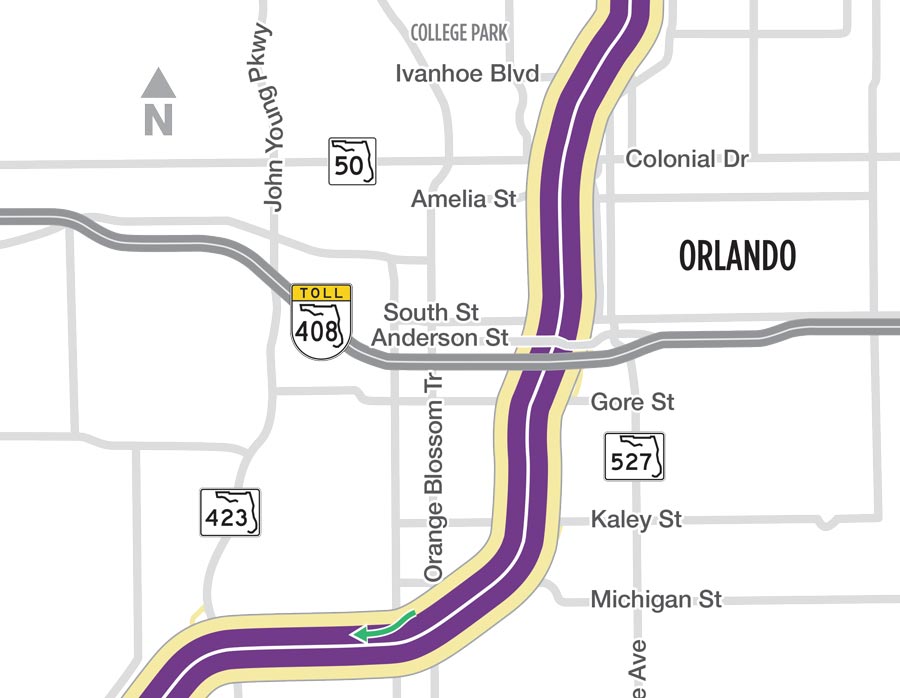 COLLEGE PARK
Ivanhoe Blvd
John Young Pkwy
N
50
Colonial Dr
Amelia St
ORLANDO
TOLL
408
South St
Anderson St
Orange Blossom Tr
Gore St
527
423
Kaley St
Michigan St
e Ave